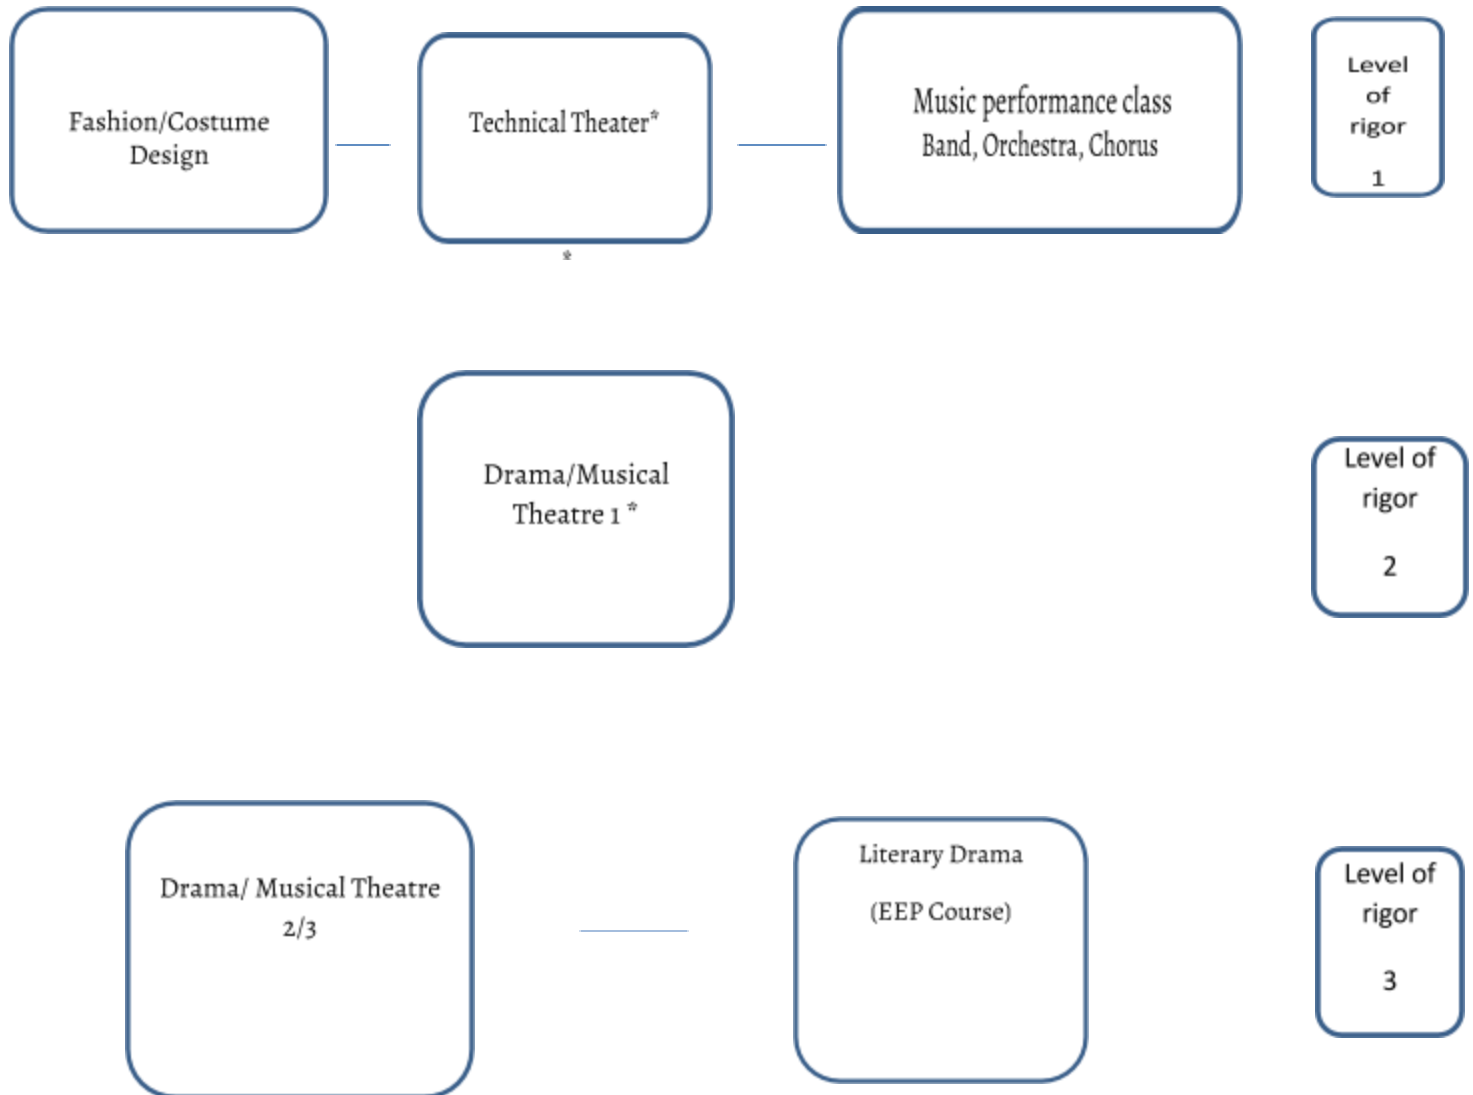 Fashion/Costume
Design
Technical Theater*
*
Music performance class
Band, Orchestra, Chorus
Level
of
rigor
1
Drama/Musical
Theatre 1 *
Level of
rigor
2
Drama/ Musical Theatre
2/3
Literary Drama
(EEP Course)
Level of
rigor
3